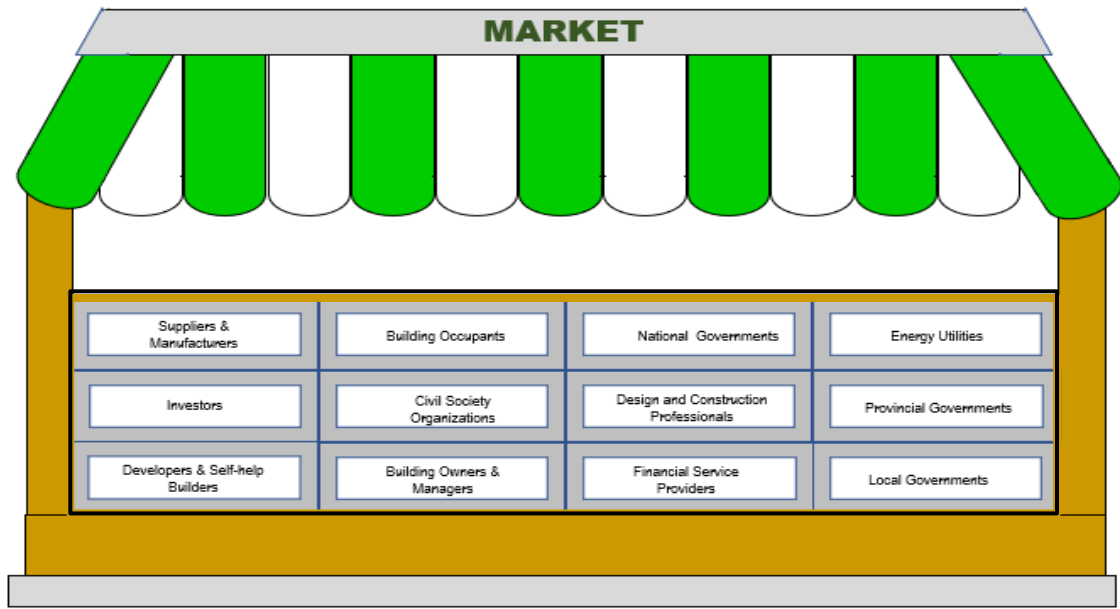 MARKET
Suppliers &
Manufacturers
Building Occupants
National Governments
Energy Utilities
Investors
Civil Society
Organizations
Design and Construction
Professionals
Provincial Governments
Developers & Self-help
Builders
Building Owners &
Managers
Financial Service
Providers
Local Governments